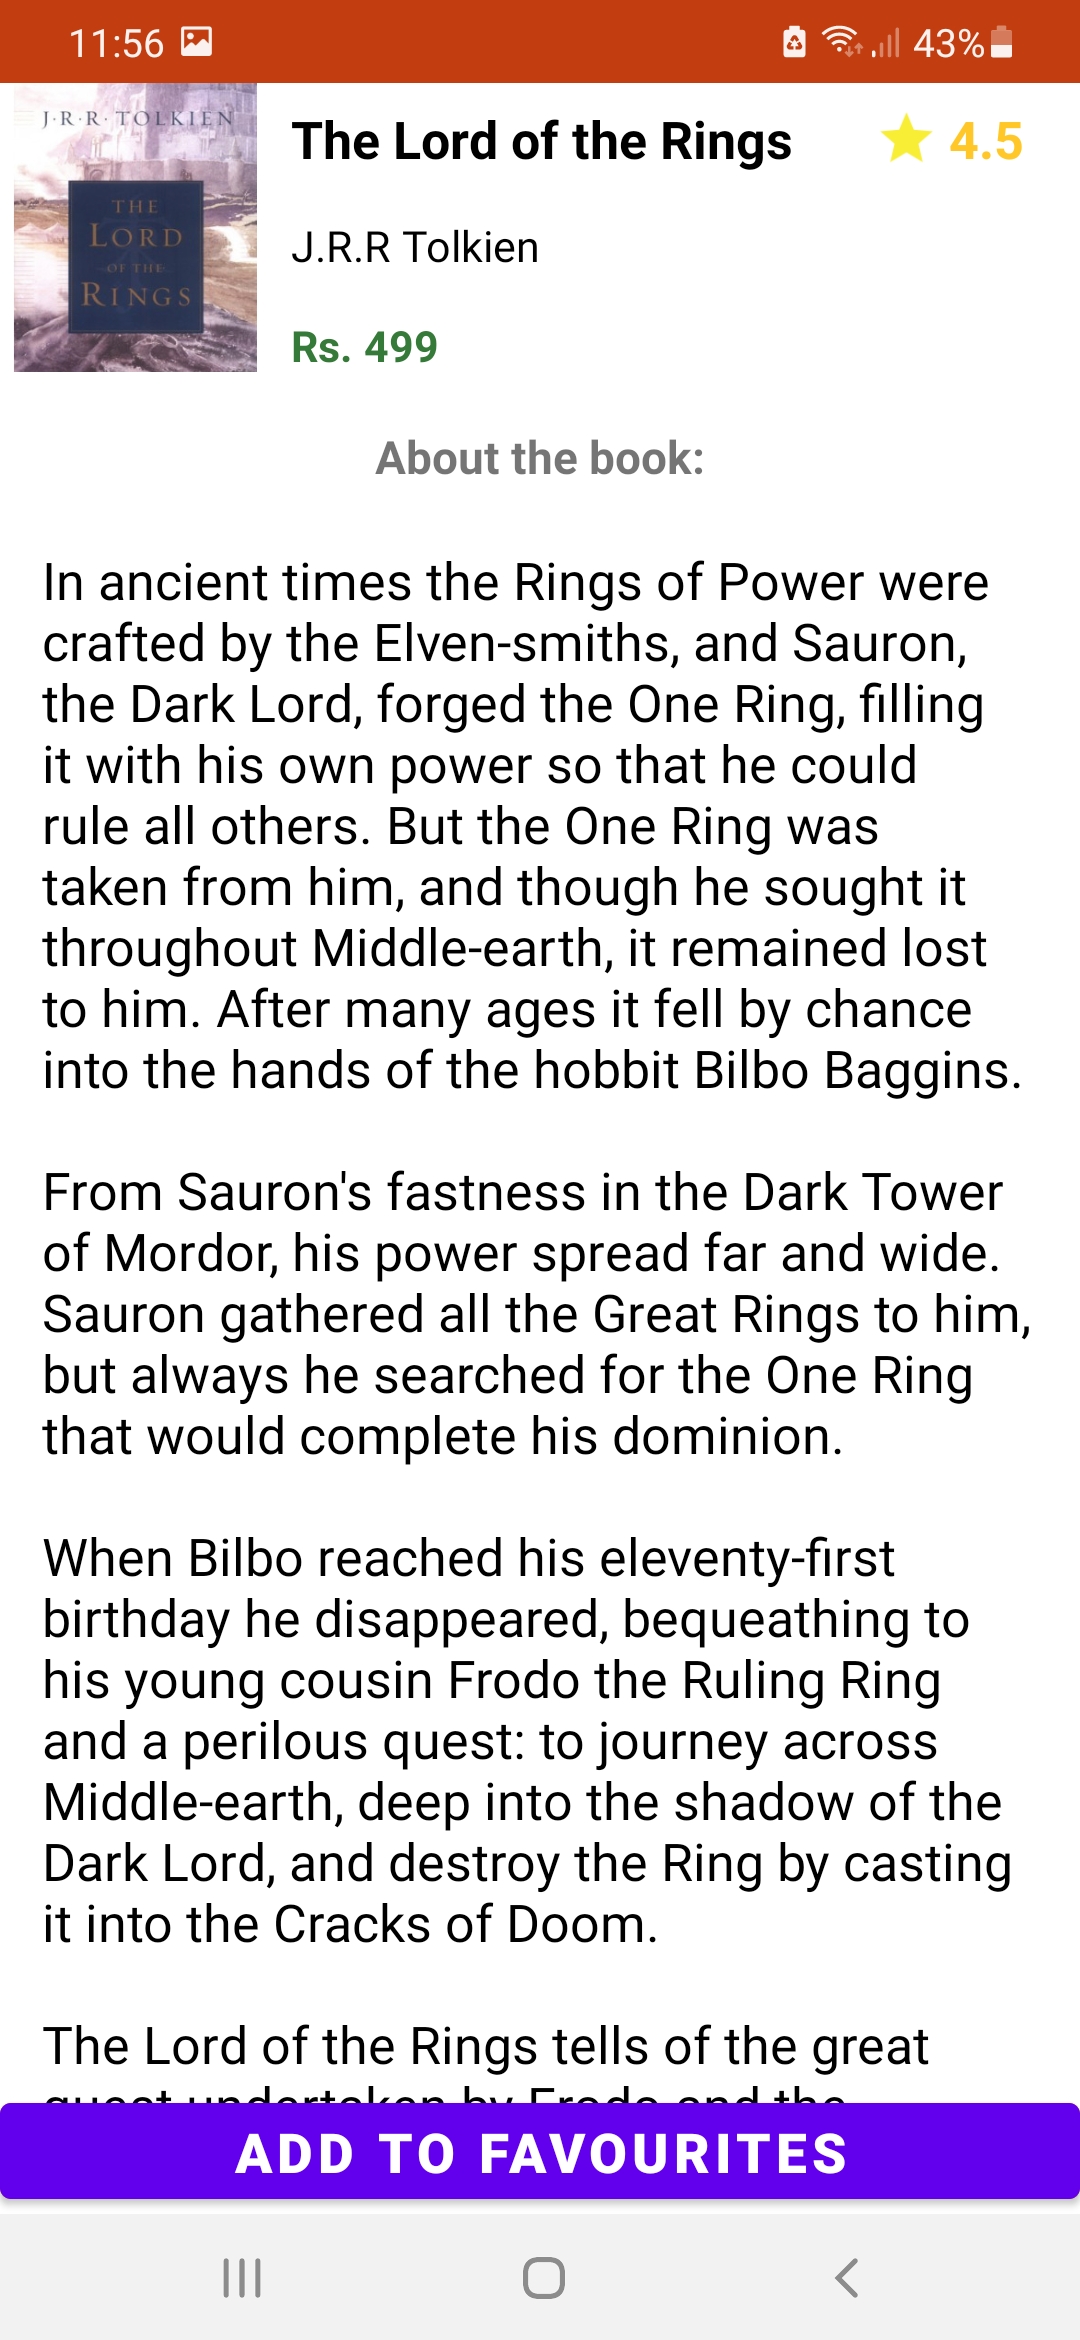 11:56
43%
J·R·R·TOLKIEN
THE
LORD
OF THE
RINGS
The Lord of the Rings
4.5
J.R.R Tolkien
Rs. 499
About the book:
In ancient times the Rings of Power were
crafted by the Elven-smiths, and Sauron,
the Dark Lord, forged the One Ring, filling
it with his own power so that he could
rule all others. But the One Ring was
taken from him, and though he sought it
throughout Middle-earth, it remained lost
to him. After many ages it fell by chance
into the hands of the hobbit Bilbo Baggins.
From Sauron's fastness in the Dark Tower
of Mordor, his power spread far and wide.
Sauron gathered all the Great Rings to him,
but always he searched for the One Ring
that would complete his dominion.
When Bilbo reached his eleventy-first
birthday he disappeared, bequeathing to
his young cousin Frodo the Ruling Ring
and a perilous quest: to journey across
Middle-earth, deep into the shadow of the
Dark Lord, and destroy the Ring by casting
it into the Cracks of Doom.
The Lord of the Rings tells of the great
quest undertaken by Frodo and the
ADD TO FAVOURITES